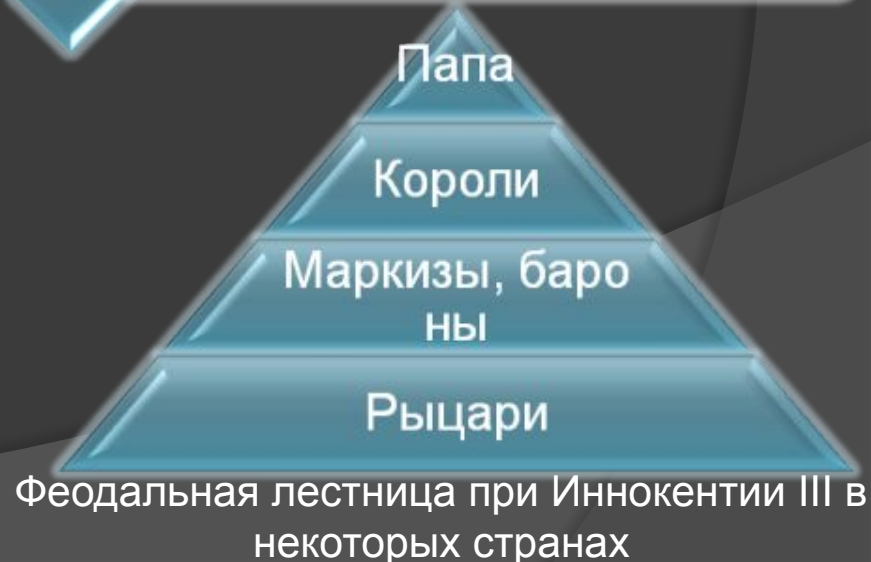 Папа
Короли
Маркизы, баро
ны
Рыцари
Феодальная лестница при Иннокентии III в
некоторых странах